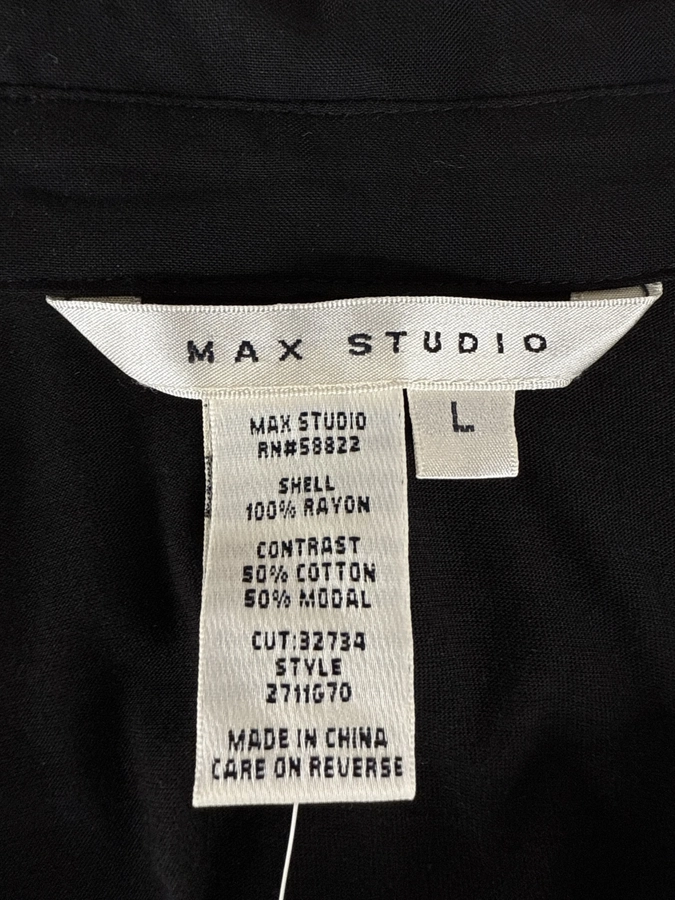 MAX STUDIO
L
MAX STUDIO
RN#58822
SHELL
100% RAYON
CONTRAST
50% COTTON
50% MODAL
CUT:32734
STYLE
2711G70
MADE IN CHINA
CARE ON REVERSE